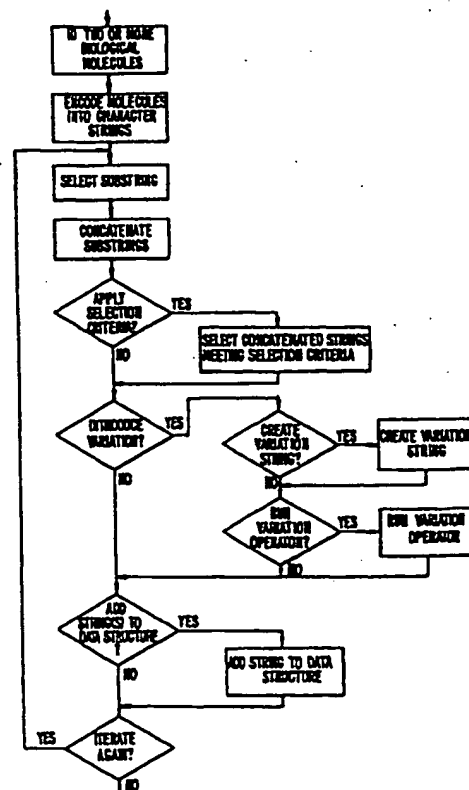 ID TWO OR MORE
BIOLOGICAL
MOLECULES
ENCODE MOLECULES
INTO CHARACTER
STRINGS
SELECT SUBSTRING
CONCATENATE
SUBSTRINGS
APPLY
SELECTION
CRITERIA?
YES
NO
SELECT CONCATENATED STRINGS
MEETING SELECTION CRITERIA
INTRODUCE
VARIATION?
YES
NO
CREATE
VARIATION
STRING?
YES
NO
CREATE VARIATION
STRING
RUN
VARIATION
OPERATOR?
YES
NO
RUN VARIATION
OPERATOR
ADD
STRING(S) TO
DATA STRUCTURE
YES
NO
ADD STRING TO DATA
STRUCTURE
ITERATE
AGAIN?
YES
NO